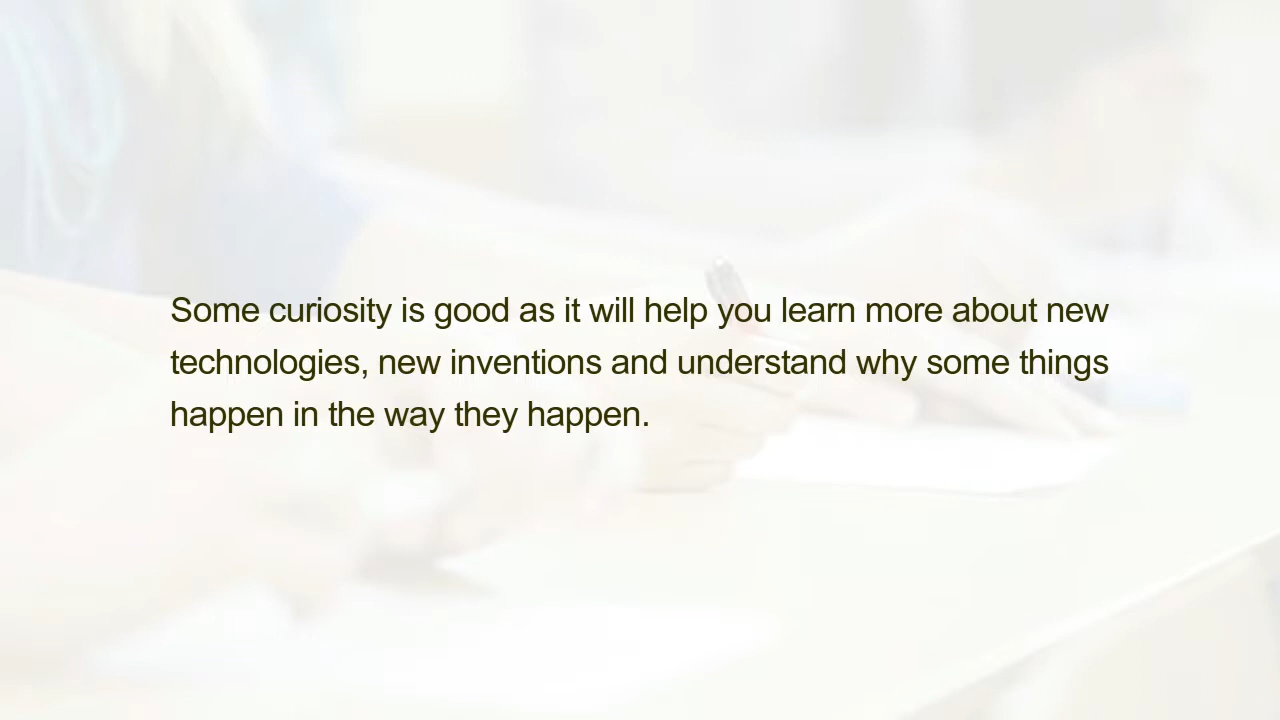 Some curiosity is good as it will help you learn more about new
technologies, new inventions and understand why some things
happen in the way they happen.